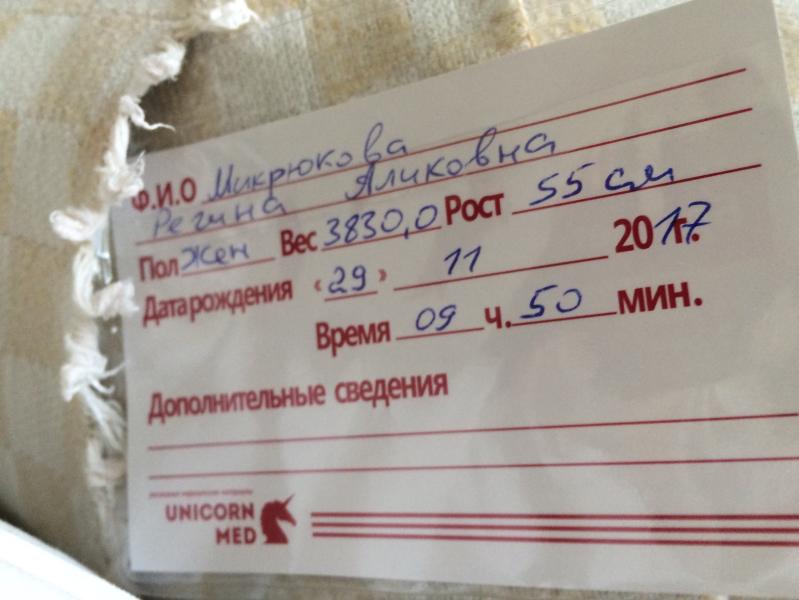 Ф.И.О Микрюкова
Регина Аликовна
Пол жен Вес 3830,0 Рост 55 см
Дата рождения «29» 11 2017г.
Время 09 ч. 50 мин.
Дополнительные сведения
UNICORN
MED